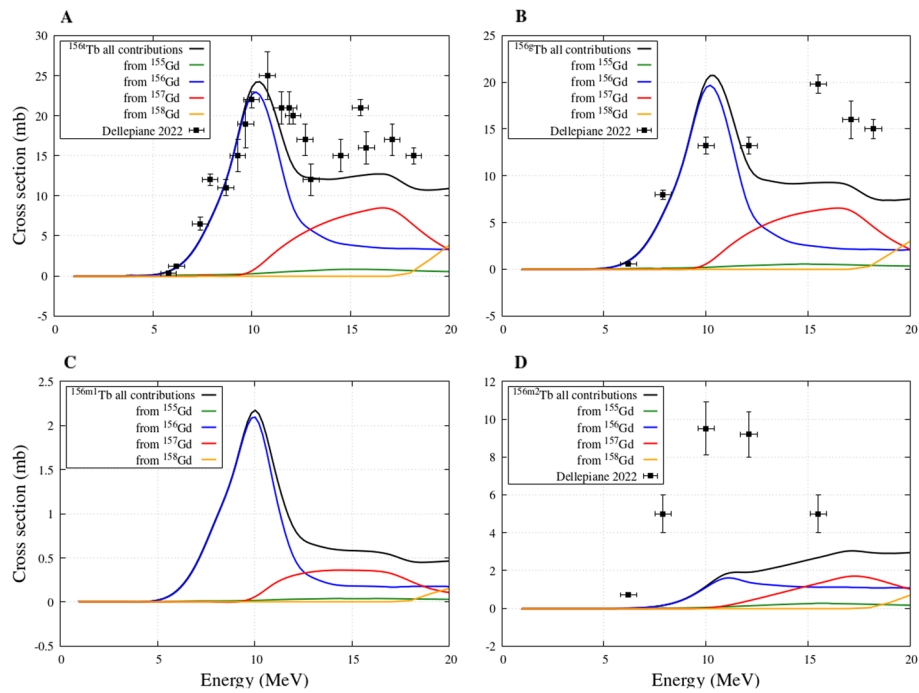 A
Cross section (mb)
30
25
20
15
10
5
0
-5
¹⁵⁶ᵗTb all contributions
from ¹⁵⁵Gd
from ¹⁵⁶Gd
from ¹⁵⁷Gd
from ¹⁵⁸Gd
Dellepiane 2022
0 5 10 15 20
B
25
20
15
10
5
0
-5
¹⁵⁶ᵍTb all contributions
from ¹⁵⁵Gd
from ¹⁵⁶Gd
from ¹⁵⁷Gd
from ¹⁵⁸Gd
Dellepiane 2022
0 5 10 15 20
C
Cross section (mb)
2.5
2
1.5
1
0.5
0
-0.5
¹⁵⁶ᵐ¹Tb all contributions
from ¹⁵⁵Gd
from ¹⁵⁶Gd
from ¹⁵⁷Gd
from ¹⁵⁸Gd
0 5 10 15 20
Energy (MeV)
D
12
10
8
6
4
2
0
-2
¹⁵⁶ᵐ²Tb all contributions
from ¹⁵⁵Gd
from ¹⁵⁶Gd
from ¹⁵⁷Gd
from ¹⁵⁸Gd
Dellepiane 2022
0 5 10 15 20
Energy (MeV)